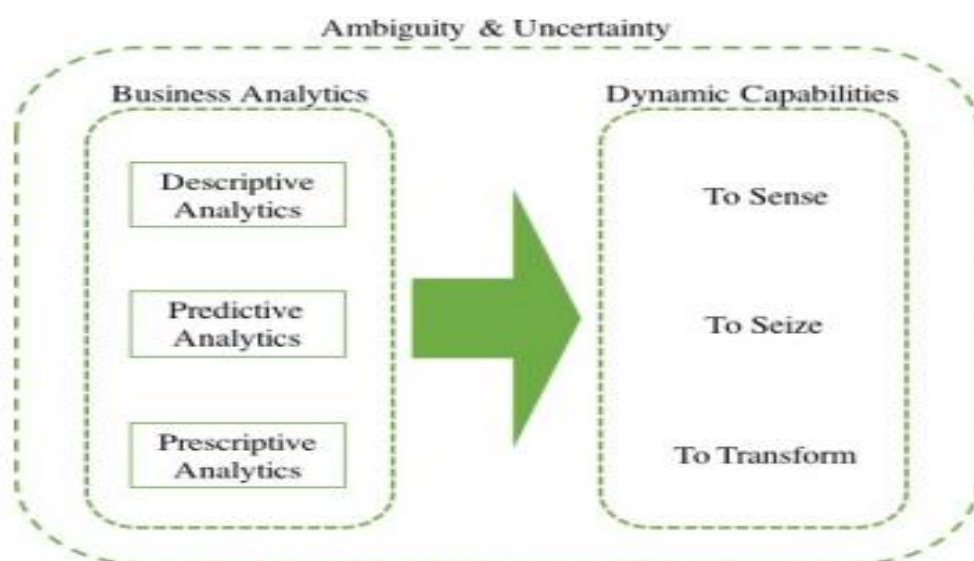 Ambiguity & Uncertainty
Business Analytics
Dynamic Capabilities
Descriptive
Analytics
To Sense
Predictive
Analytics
To Seize
Prescriptive
Analytics
To Transform